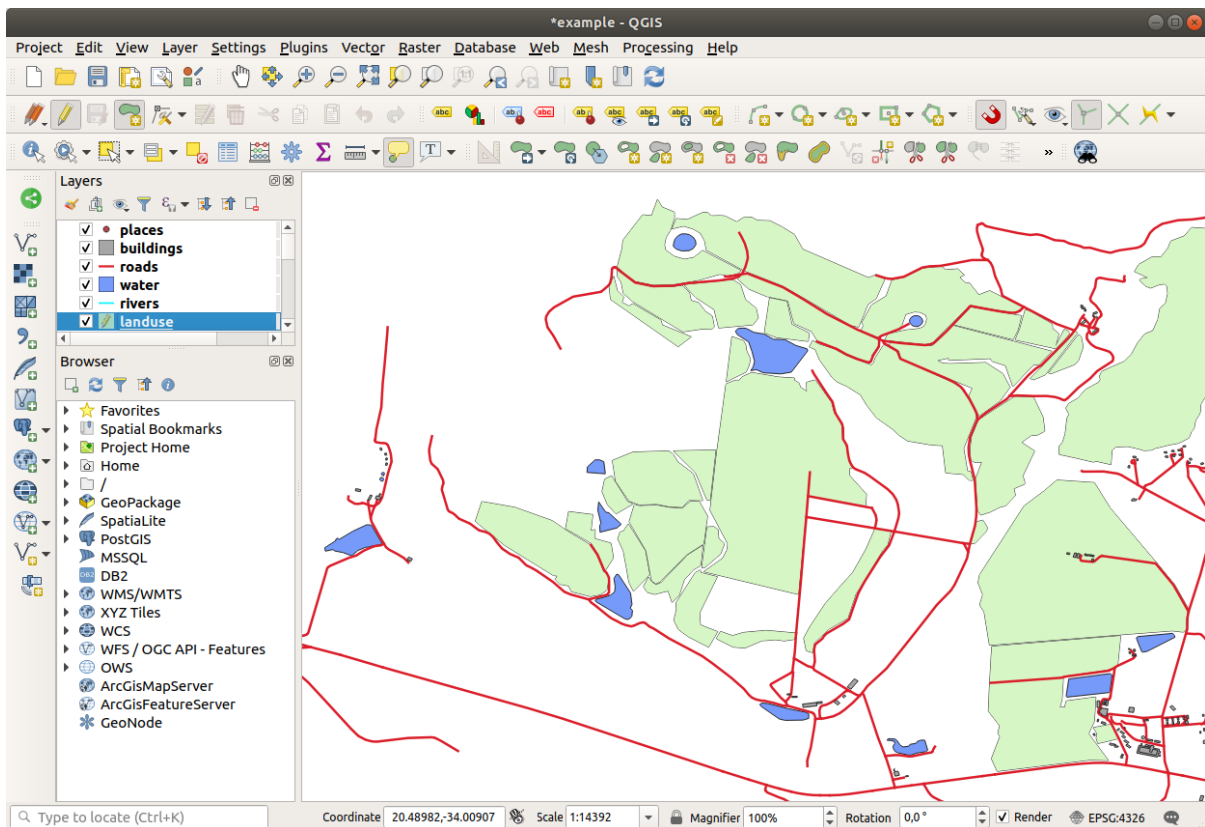 *example - QGIS
Project Edit View Layer Settings Plugins Vector Raster Database Web Mesh Processing Help
Layers
places
buildings
roads
water
rivers
landuse
Browser
Favorites
Spatial Bookmarks
Project Home
Home
/
GeoPackage
SpatiaLite
PostGIS
MSSQL
DB2
WMS/WMTS
XYZ Tiles
WCS
WFS / OGC API - Features
OWS
ArcGisMapServer
ArcGisFeatureServer
GeoNode
Type to locate (Ctrl+K) Coordinate 20.48982,-34.00907 Scale 1:14392 Magnifier 100% Rotation 0,0 ° Render EPSG:4326